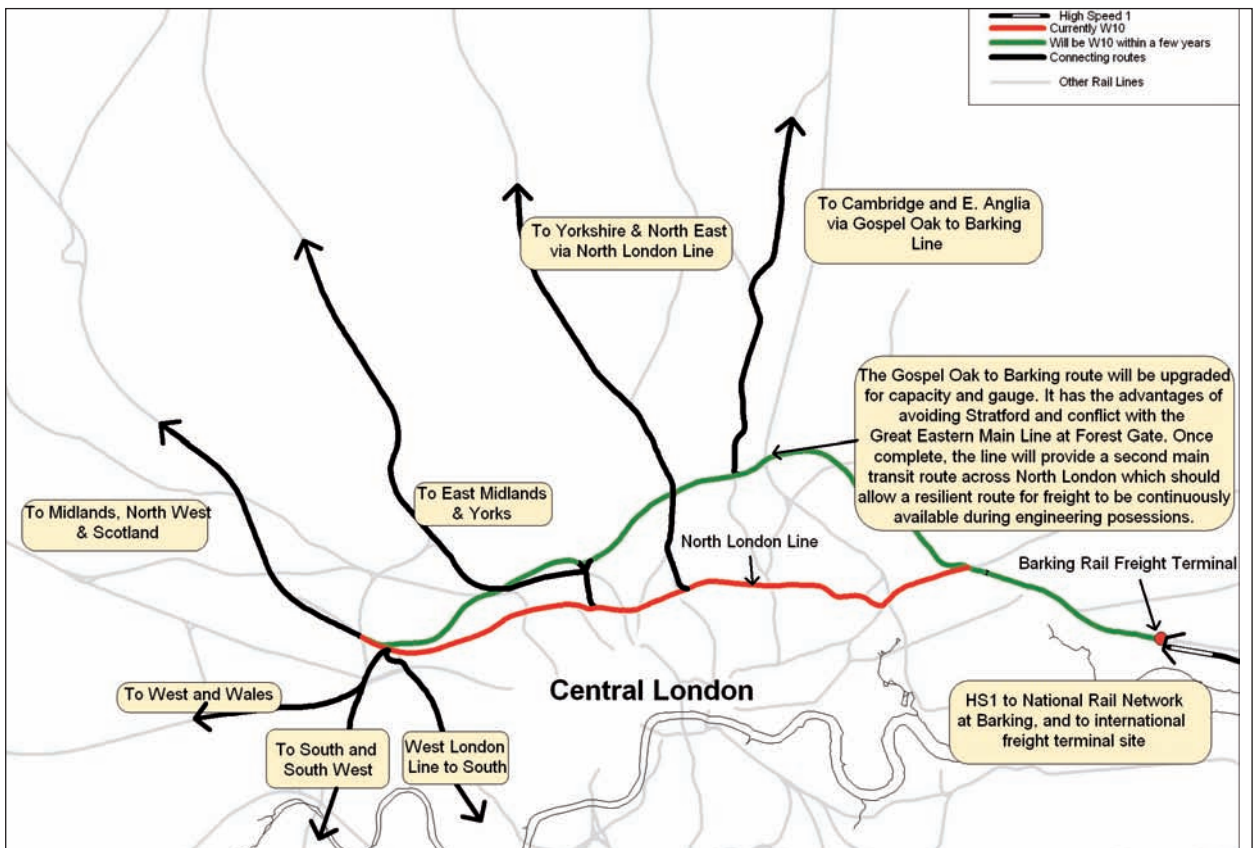 High Speed 1
Currently W10
Will be W10 within a few years
Connecting routes
Other Rail Lines
To Cambridge and E. Anglia
via Gospel Oak to Barking
Line
To Yorkshire & North East
via North London Line
The Gospel Oak to Barking route will be upgraded
for capacity and gauge. It has the advantages of
avoiding Stratford and conflict with the
Great Eastern Main Line at Forest Gate. Once
complete, the line will provide a second main
transit route across North London which should
allow a resilient route for freight to be continuously
available during engineering posessions.
To East Midlands
& Yorks
To Midlands, North West
& Scotland
North London Line
Barking Rail Freight Terminal
Central London
To West and Wales
HS1 to National Rail Network
at Barking, and to international
freight terminal site
To South and
South West
West London
Line to South